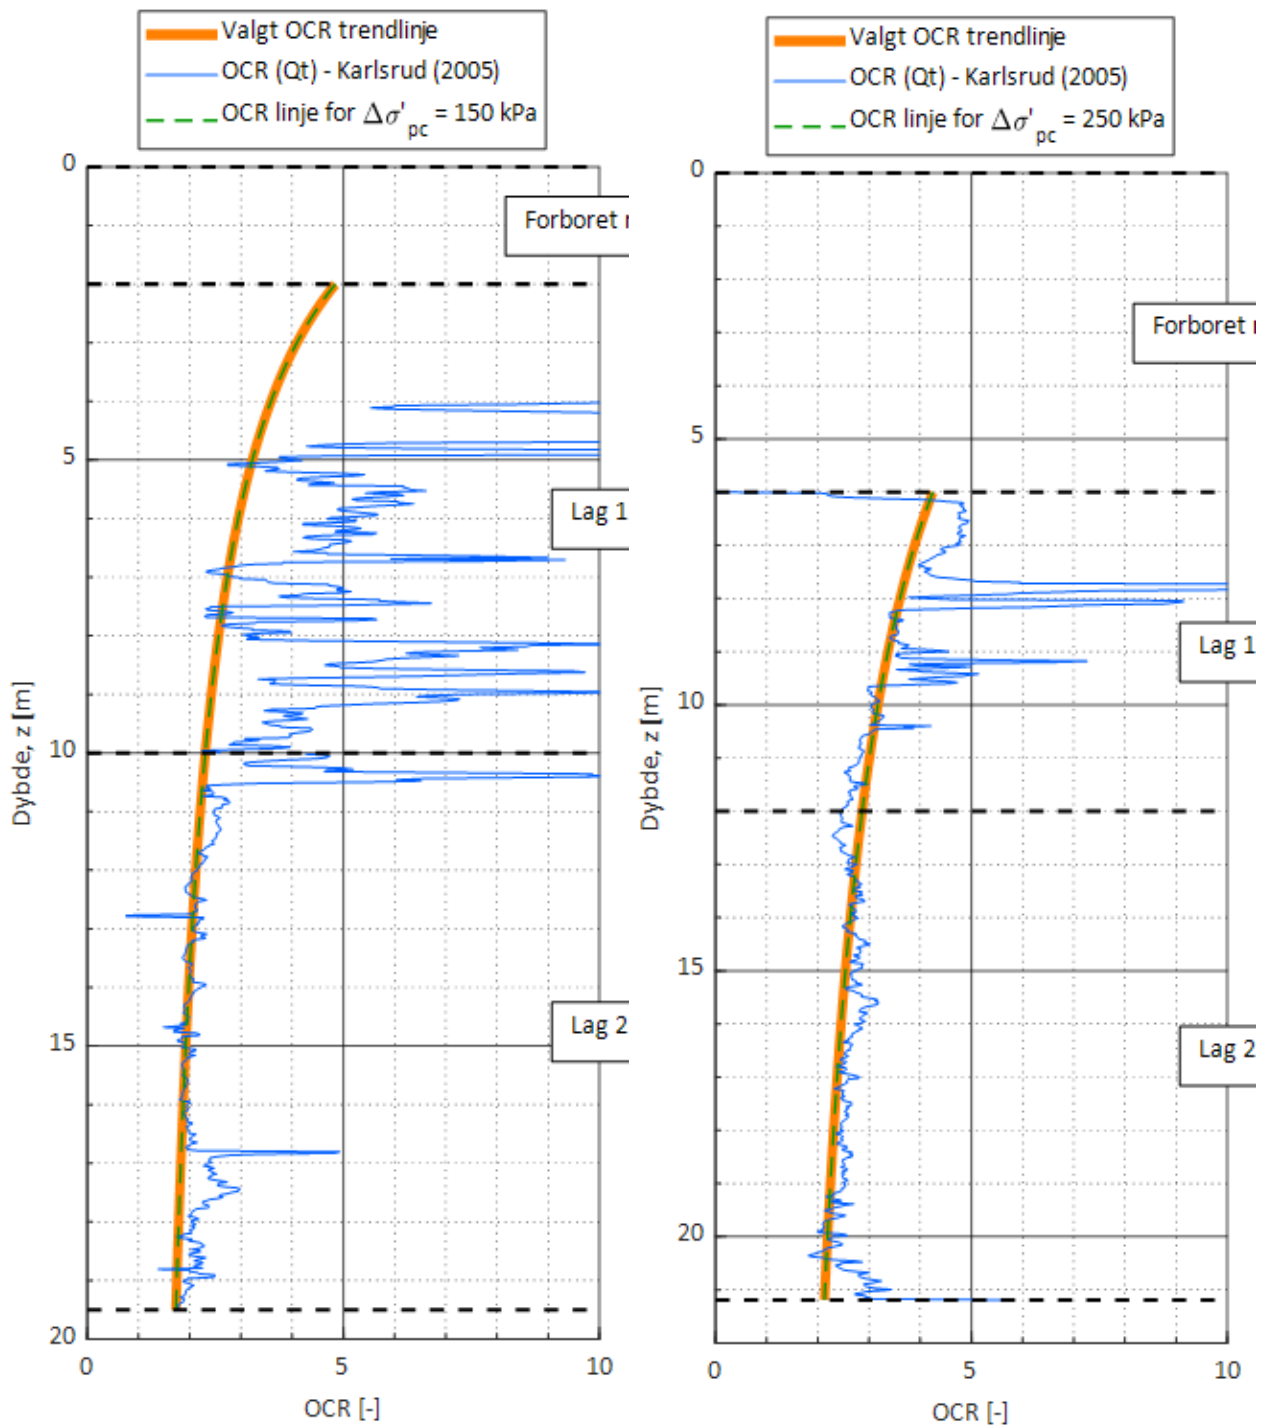 Valgt OCR trendlinje
OCR (Qt) - Karlsrud (2005)
OCR linje for Δσ'pc = 150 kPa
0
5
10
15
20
Dybde, z [m]
Forboret
Lag 1
Lag 2
0
5
10
OCR [-]
Valgt OCR trendlinje
OCR (Qt) - Karlsrud (2005)
OCR linje for Δσ'pc = 250 kPa
0
5
10
15
20
Dybde, z [m]
Forboret
Lag 1
Lag 2
0
5
10
OCR [-]